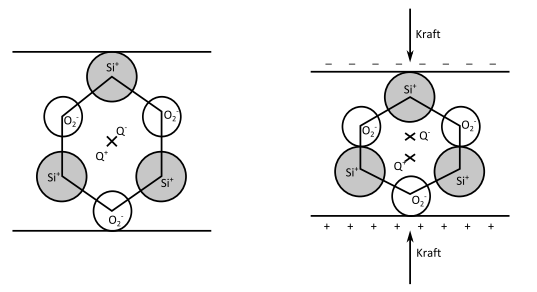 Si⁺
O₂⁻
O₂⁻
Q⁻
Q⁺
Si⁺
Si⁺
O₂⁻
Kraft
− − − − − − −
Si⁺
O₂⁻
O₂⁻
Q⁻
Q⁺
Si⁺
Si⁺
O₂⁻
+ + + + + + + +
Kraft